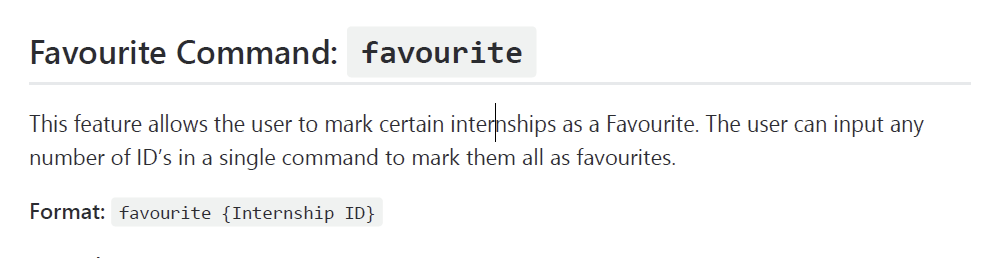 Favourite Command: favourite
This feature allows the user to mark certain internships as a Favourite. The user can input any
number of ID’s in a single command to mark them all as favourites.
Format: favourite {Internship ID}